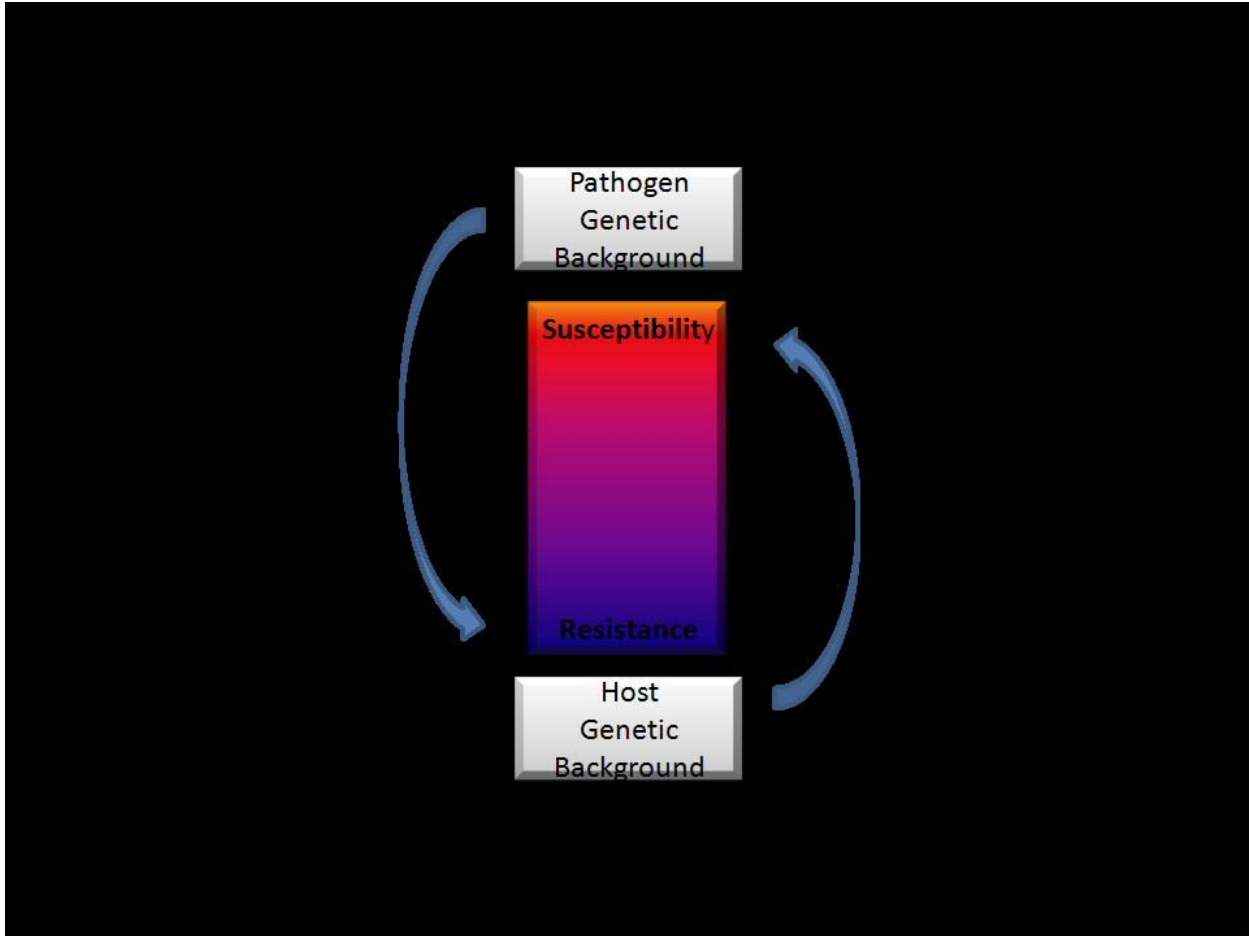 Pathogen
Genetic
Background
Susceptibility
Resistance
Host
Genetic
Background